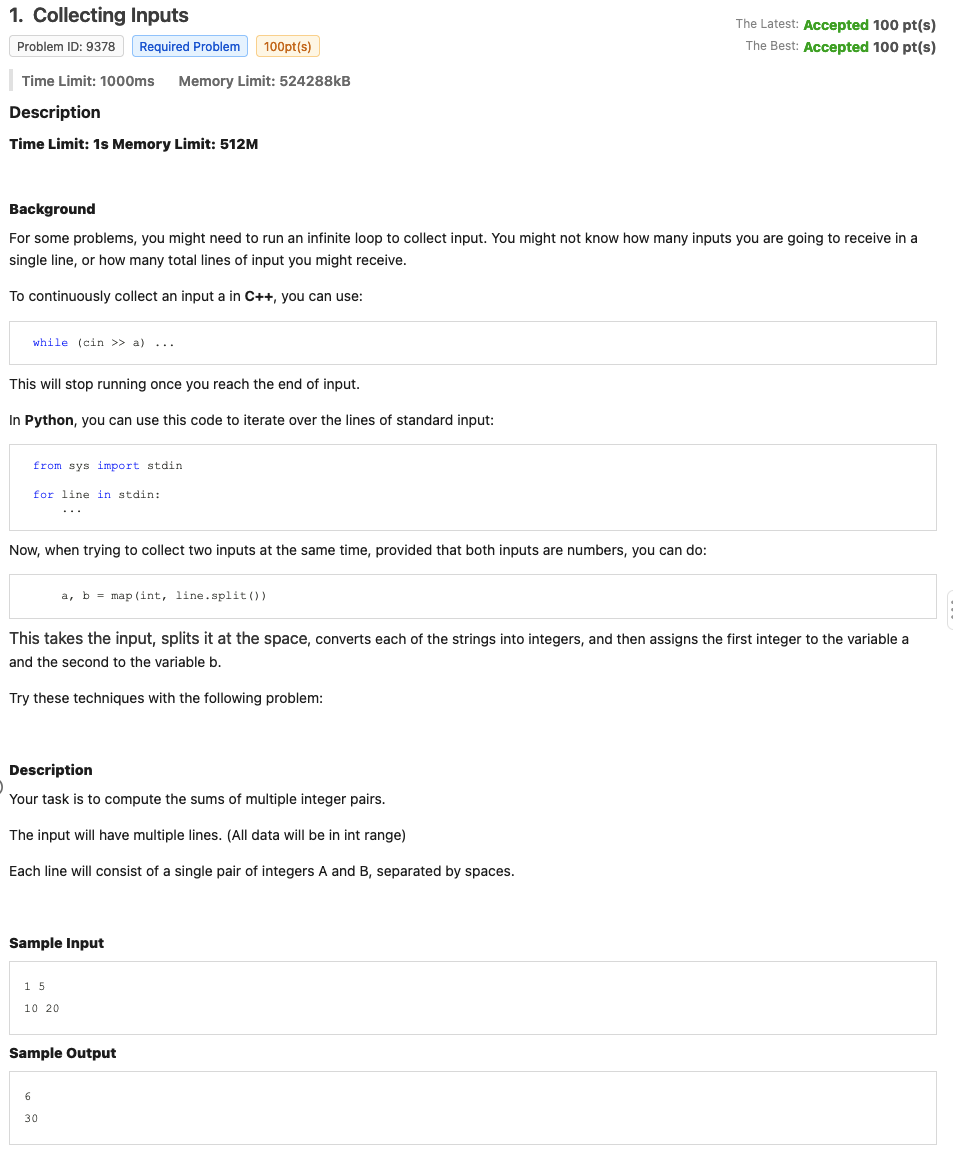 1. Collecting Inputs
The Latest: Accepted 100 pt(s)
Problem ID: 9378 Required Problem 100pt(s)
The Best: Accepted 100 pt(s)
Time Limit: 1000ms Memory Limit: 524288kB
Description
Time Limit: 1s Memory Limit: 512M
Background
For some problems, you might need to run an infinite loop to collect input. You might not know how many inputs you are going to receive in a
single line, or how many total lines of input you might receive.
To continuously collect an input a in C++, you can use:
while (cin >> a) ...
This will stop running once you reach the end of input.
In Python, you can use this code to iterate over the lines of standard input:
from sys import stdin
for line in stdin:
...
Now, when trying to collect two inputs at the same time, provided that both inputs are numbers, you can do:
a, b = map(int, line.split())
This takes the input, splits it at the space, converts each of the strings into integers, and then assigns the first integer to the variable a
and the second to the variable b.
Try these techniques with the following problem:
Description
Your task is to compute the sums of multiple integer pairs.
The input will have multiple lines. (All data will be in int range)
Each line will consist of a single pair of integers A and B, separated by spaces.
Sample Input
1 5
10 20
Sample Output
6
30